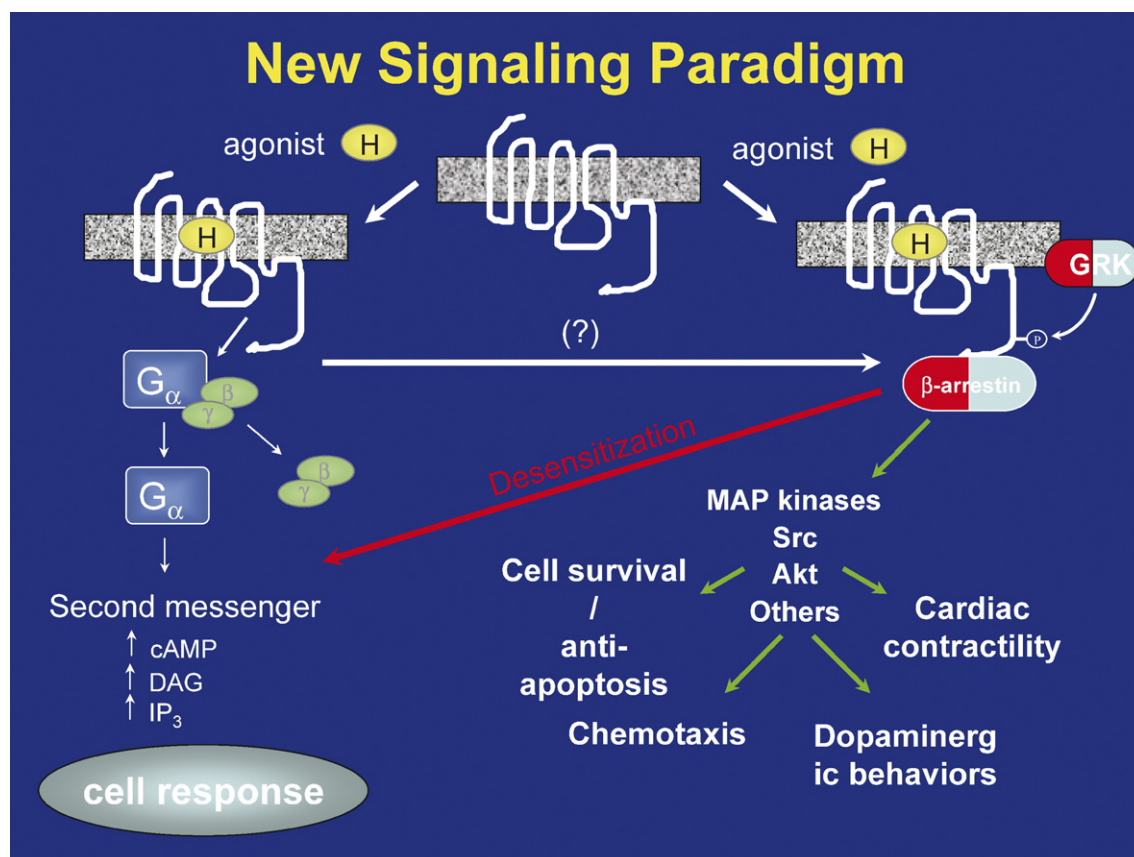 New Signaling Paradigm
agonist H
agonist H
H
H
GRK
P
(?)
Gα
β
γ
β-arrestin
Desensitization
β
γ
Gα
MAP kinases
Src
Akt
Others
Cell survival
/
anti-
apoptosis
Cardiac
contractility
Second messenger
↑ cAMP
↑ DAG
↑ IP₃
Chemotaxis
Dopaminerg
ic behaviors
cell response